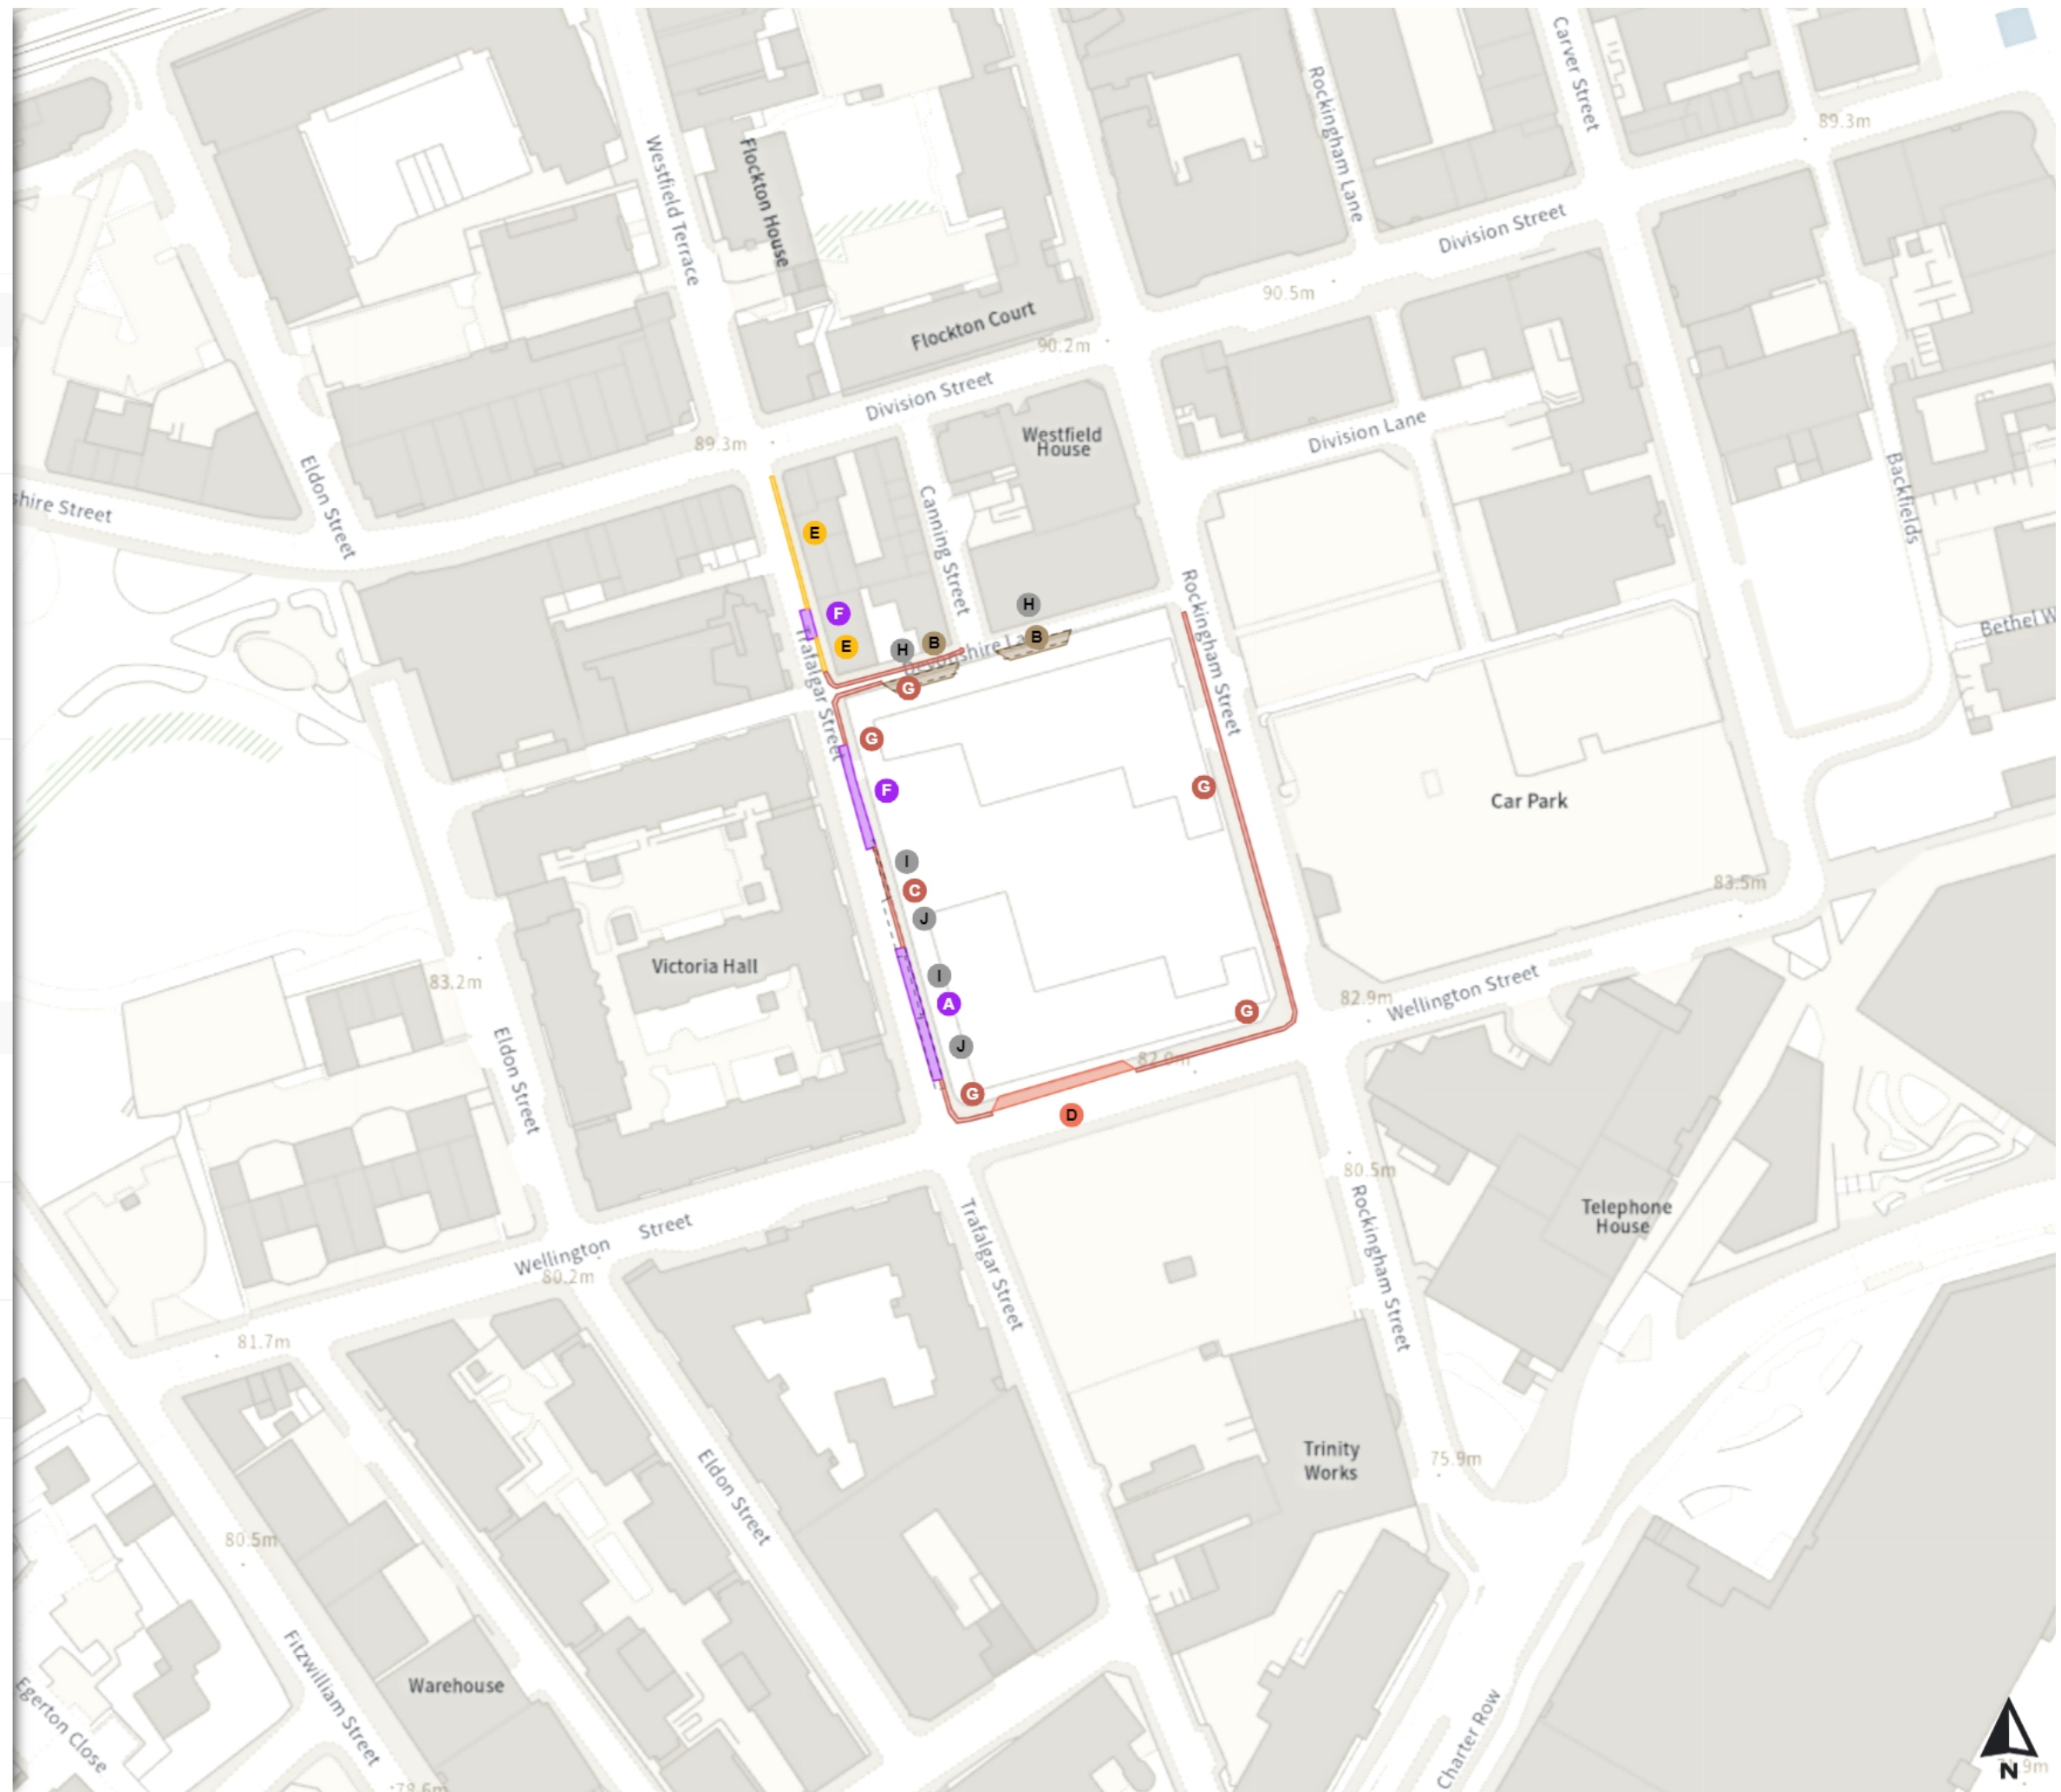 Carver Street
89.3m
Rockingham Lane
Westfield Terrace
Flockton House
Division Street
90.5m
Flockton Court
90.2m
Division Street
Westfield
House
Division Lane
89.3m
Eldon Street
shire Street
Backfields
Canning Street
E
Rockingham Street
H
F
B
B
H
E
Bethel W
Trafalgar Street
G
G
G
F
Car Park
I
C
J
83.5m
Victoria Hall
83.2m
I
A
82.9m
Wellington Street
G
J
Eldon Street
G
D
80.5m
Rockingham Street
Telephone
House
Trafalgar Street
Wellington Street
80.2m
81.7m
Trinity
Works
75.9m
Eldon Street
80.5m
Fitzwilliam Street
Warehouse
Egerton Close
Charter Row
N